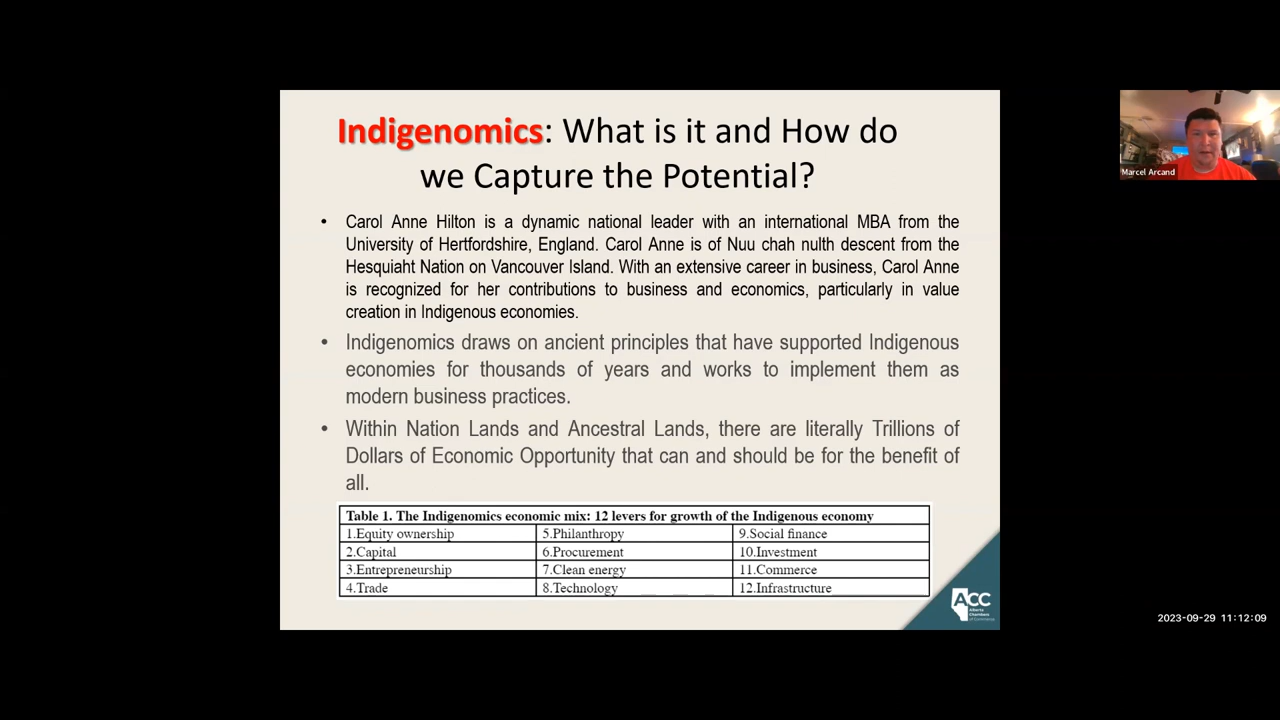 Indigenomics: What is it and How do
we Capture the Potential?
• Carol Anne Hilton is a dynamic national leader with an international MBA from the
University of Hertfordshire, England. Carol Anne is of Nuu chah nulth descent from the
Hesquiaht Nation on Vancouver Island. With an extensive career in business, Carol Anne
is recognized for her contributions to business and economics, particularly in value
creation in Indigenous economies.
• Indigenomics draws on ancient principles that have supported Indigenous
economies for thousands of years and works to implement them as
modern business practices.
• Within Nation Lands and Ancestral Lands, there are literally Trillions of
Dollars of Economic Opportunity that can and should be for the benefit of
all.
Table 1. The Indigenomics economic mix: 12 levers for growth of the Indigenous economy
1.Equity ownership 5.Philanthropy 9.Social finance
2.Capital 6.Procurement 10.Investment
3.Entrepreneurship 7.Clean energy 11.Commerce
4.Trade 8.Technology 12.Infrastructure
ACC
Alberta
Chambers
of Commerce
Marcel Arcand
2023-09-29 11:12:09